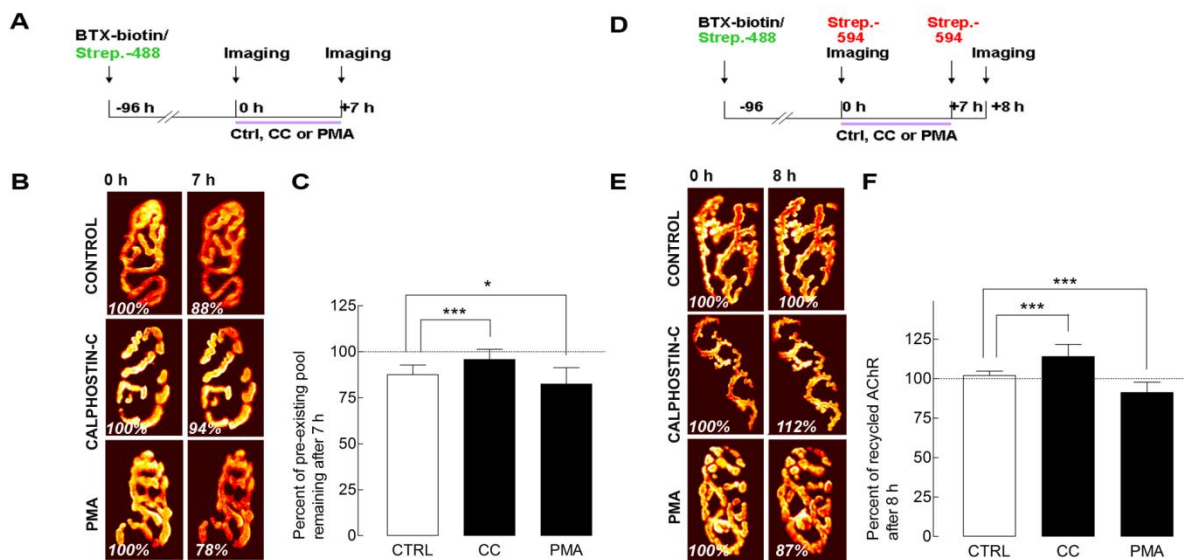 A
BTX-biotin/
Strep.-488
Imaging
Imaging
-96 h
0 h
+7 h
Ctrl, CC or PMA
B
0 h
7 h
CONTROL
100%
88%
CALPHOSTIN-C
100%
94%
PMA
100%
78%
C
Percent of pre-existing pool
remaining after 7 h
125
100
75
50
25
0
*
***
CTRL
CC
PMA
D
BTX-biotin/
Strep.-488
Strep.-
594
Imaging
Strep.-
594
Imaging
-96
0 h
+7 h
+8 h
Ctrl, CC or PMA
E
0 h
8 h
CONTROL
100%
100%
CALPHOSTIN-C
100%
112%
PMA
100%
87%
F
Percent of recycled AChR
after 8 h
125
100
75
50
25
0
***
***
CTRL
CC
PMA